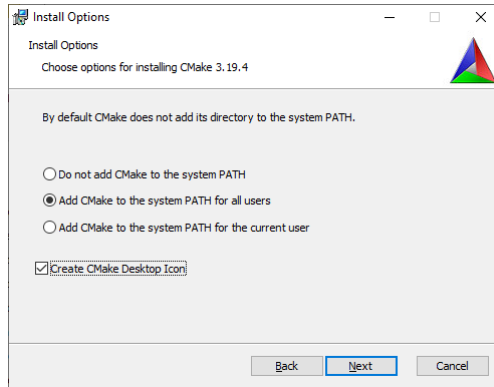 Install Options
Install Options
Choose options for installing CMake 3.19.4
By default CMake does not add its directory to the system PATH.
Do not add CMake to the system PATH
Add CMake to the system PATH for all users
Add CMake to the system PATH for the current user
Create CMake Desktop Icon
Back Next Cancel